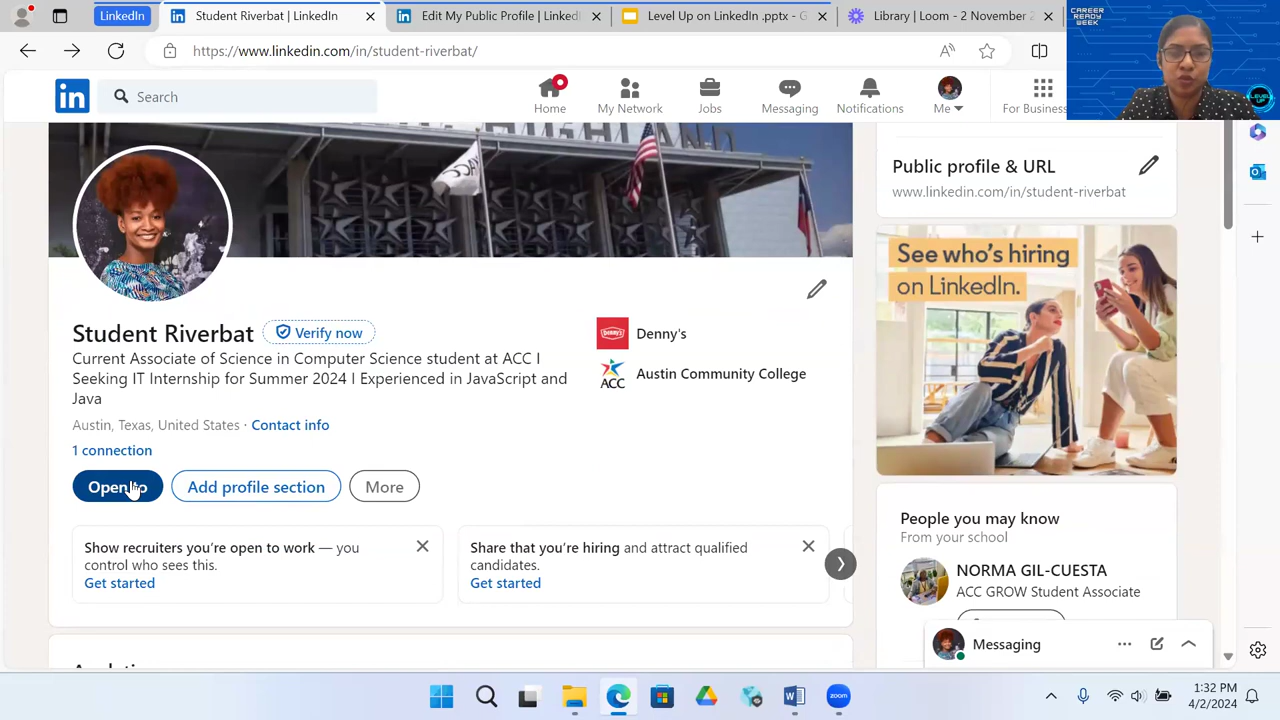 LinkedIn
Student Riverbat | LinkedIn
Edit My Public Profile | Linked
Level Up on LinkedIn .pptx - G
Library | Loom - 2 November 2
https://www.linkedin.com/in/student-riverbat/
CAREER
READY
WEEK
LEVEL
UP
in
Search
Home
My Network
Jobs
Messaging
Notifications
Me
For Business
Public profile & URL
www.linkedin.com/in/student-riverbat
See who's hiring
on LinkedIn.
Student Riverbat
Verify now
Denny's
Denny's
ACC
Austin Community College
Current Associate of Science in Computer Science student at ACC I
Seeking IT Internship for Summer 2024 I Experienced in JavaScript and
Java
Austin, Texas, United States · Contact info
1 connection
Open to
Add profile section
More
Show recruiters you're open to work — you
control who sees this.
Get started
Share that you're hiring and attract qualified
candidates.
Get started
People you may know
From your school
NORMA GIL-CUESTA
ACC GROW Student Associate
Messaging
zoom
1:32 PM
4/2/2024